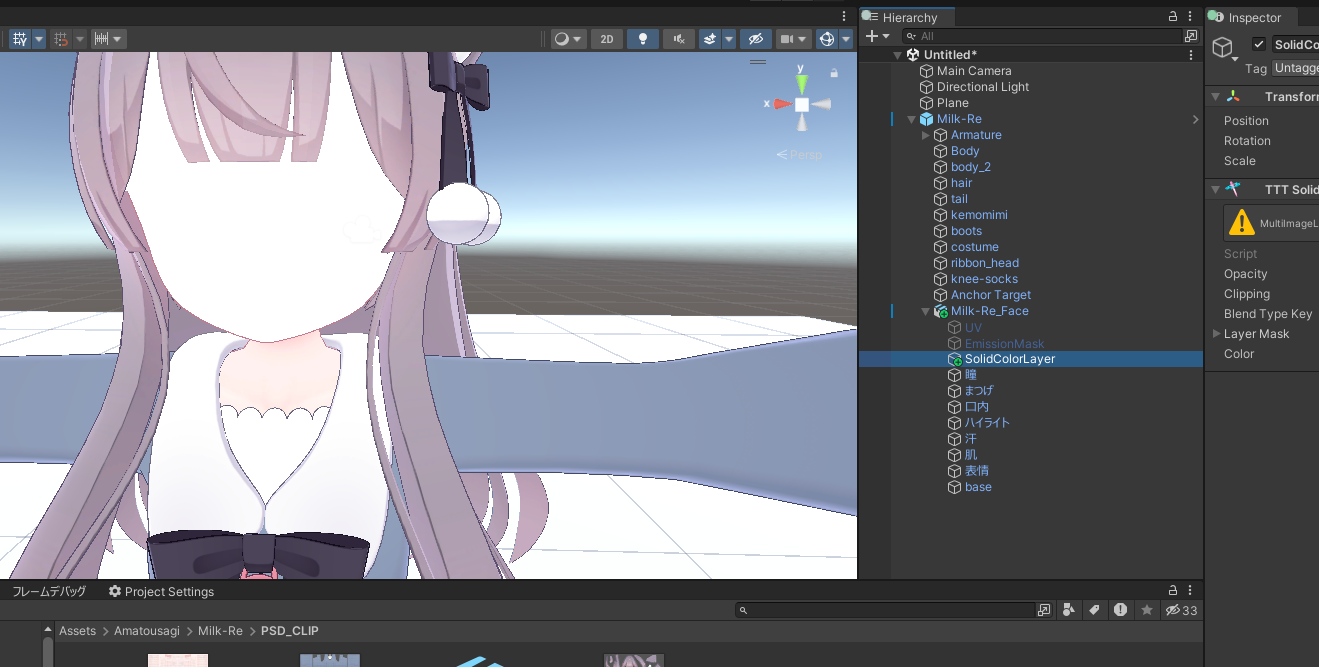 2D
y
x
Persp
Hierarchy
All
Untitled*
Main Camera
Directional Light
Plane
Milk-Re
Armature
Body
body_2
hair
tail
kemomimi
boots
costume
ribbon_head
knee-socks
Anchor Target
Milk-Re_Face
UV
EmissionMask
SolidColorLayer
瞳
まつげ
口内
ハイライト
汗
肌
表情
base
Inspector
SolidCo
Tag Untagge
Transfor
Position
Rotation
Scale
TTT Solid
MultiImageL
Script
Opacity
Clipping
Blend Type Key
Layer Mask
Color
フレームデバッグ
Project Settings
33
Assets > Amatousagi > Milk-Re > PSD_CLIP